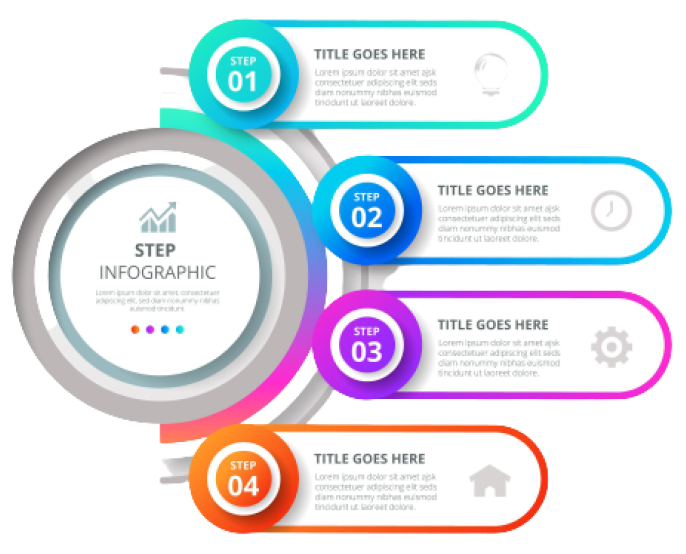 STEP
INFOGRAPHIC
Lorem ipsum dolor sit amet, consectetuer
adipiscing elit, sed diam nonummy nibhas
euismod tincidunt.
STEP
01
TITLE GOES HERE
Lorem ipsum dolor sit amet ajsk
consectetuer adipiscing elit, sed
diam nonummy nibhas euismod
tincidunt ut laoreet dolore.
STEP
02
TITLE GOES HERE
Lorem ipsum dolor sit amet ajsk
consectetuer adipiscing elit, sed
diam nonummy nibhas euismod
tincidunt ut laoreet dolore.
STEP
03
TITLE GOES HERE
Lorem ipsum dolor sit amet ajsk
consectetuer adipiscing elit, sed
diam nonummy nibhas euismod
tincidunt ut laoreet dolore.
STEP
04
TITLE GOES HERE
Lorem ipsum dolor sit amet ajsk
consectetuer adipiscing elit, sed
diam nonummy nibhas euismod
tincidunt ut laoreet dolore.